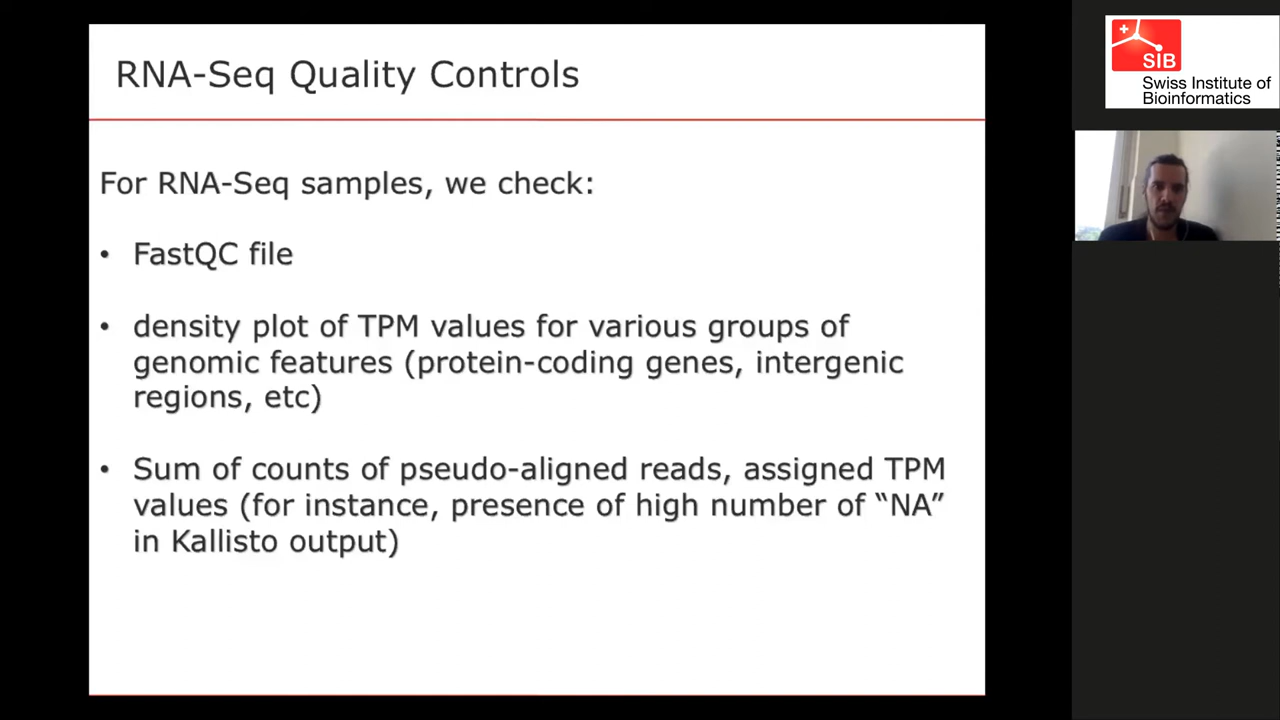 RNA-Seq Quality Controls
For RNA-Seq samples, we check:
• FastQC file
• density plot of TPM values for various groups of
genomic features (protein-coding genes, intergenic
regions, etc)
• Sum of counts of pseudo-aligned reads, assigned TPM
values (for instance, presence of high number of “NA”
in Kallisto output)
SIB
Swiss Institute of
Bioinformatics